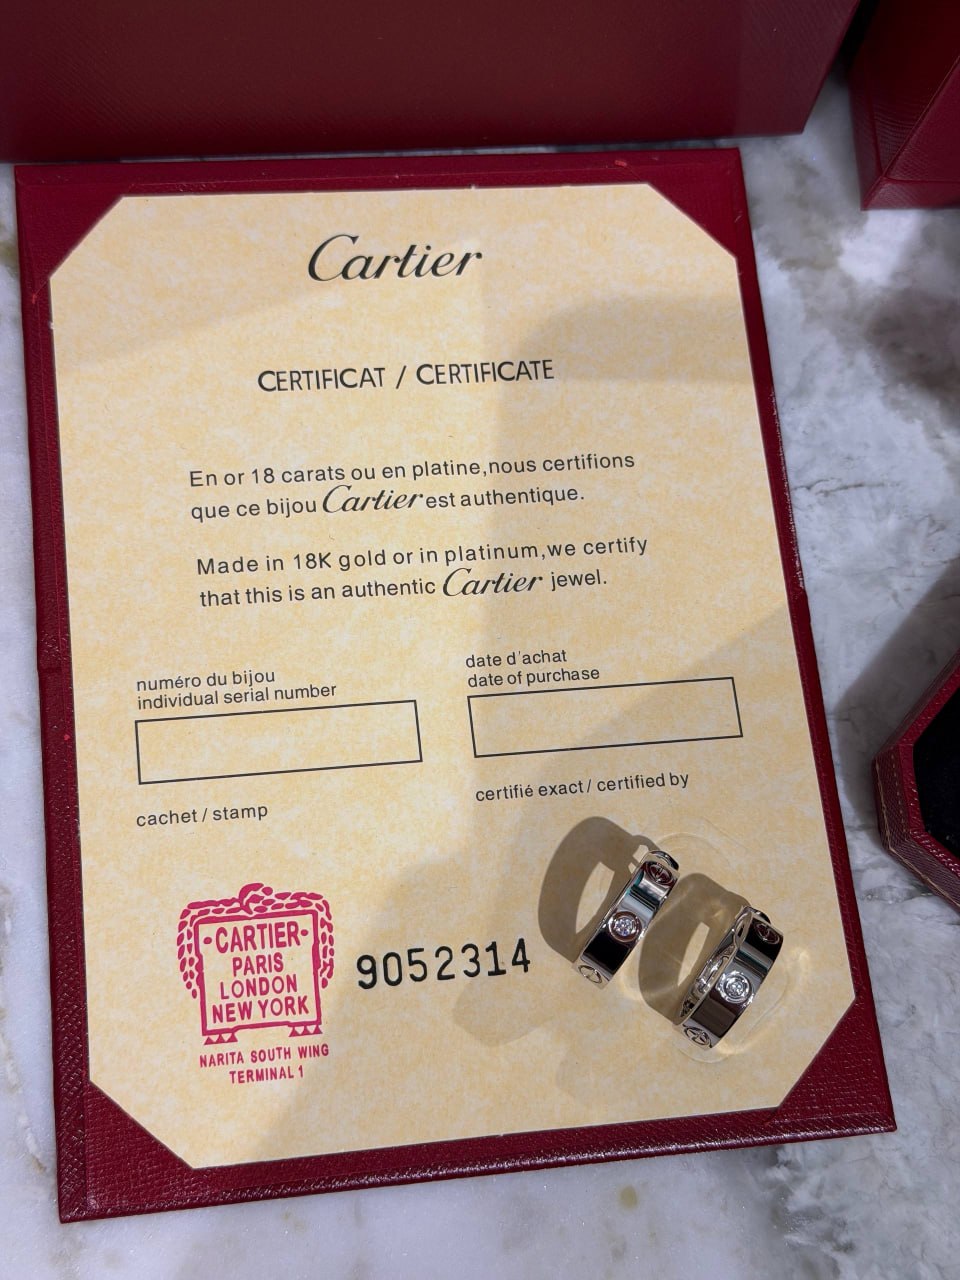 Cartier
CERTIFICAT / CERTIFICATE
En or 18 carats ou en platine,nous certifions
que ce bijou Cartier est authentique.
Made in 18K gold or in platinum,we certify
that this is an authentic Cartier jewel.
numéro du bijou
individual serial number
date d'achat
date of purchase
cachet / stamp
certifié exact / certified by
·CARTIER·
PARIS
LONDON
NEW YORK
NARITA SOUTH WING
TERMINAL 1
9052314